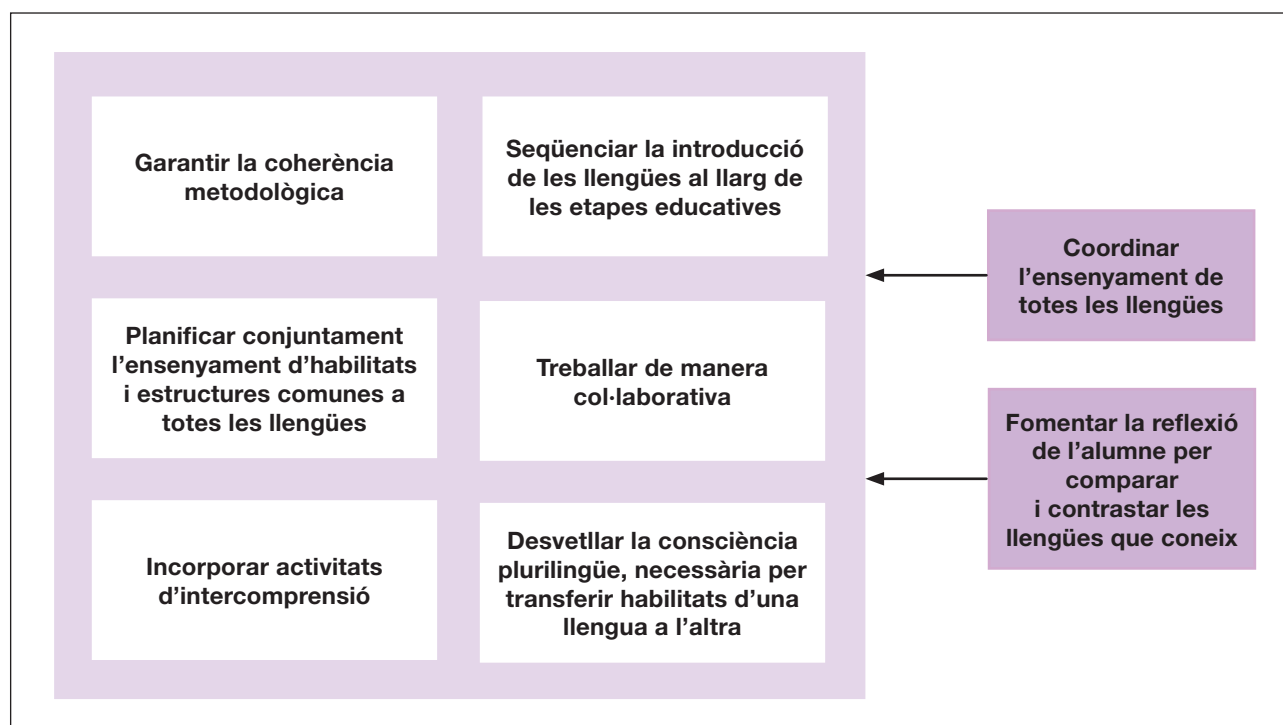 Garantir la coherència
metodològica
Seqüenciar la introducció
de les llengües al llarg de
les etapes educatives
Planificar conjuntament
l’ensenyament d’habilitats
i estructures comunes a
totes les llengües
Treballar de manera
col·laborativa
Incorporar activitats
d’intercomprensió
Desvetllar la consciència
plurilingüe, necessària per
transferir habilitats d’una
llengua a l’altra
Coordinar
l’ensenyament de
totes les llengües
Fomentar la reflexió
de l’alumne per
comparar
i contrastar les
llengües que coneix